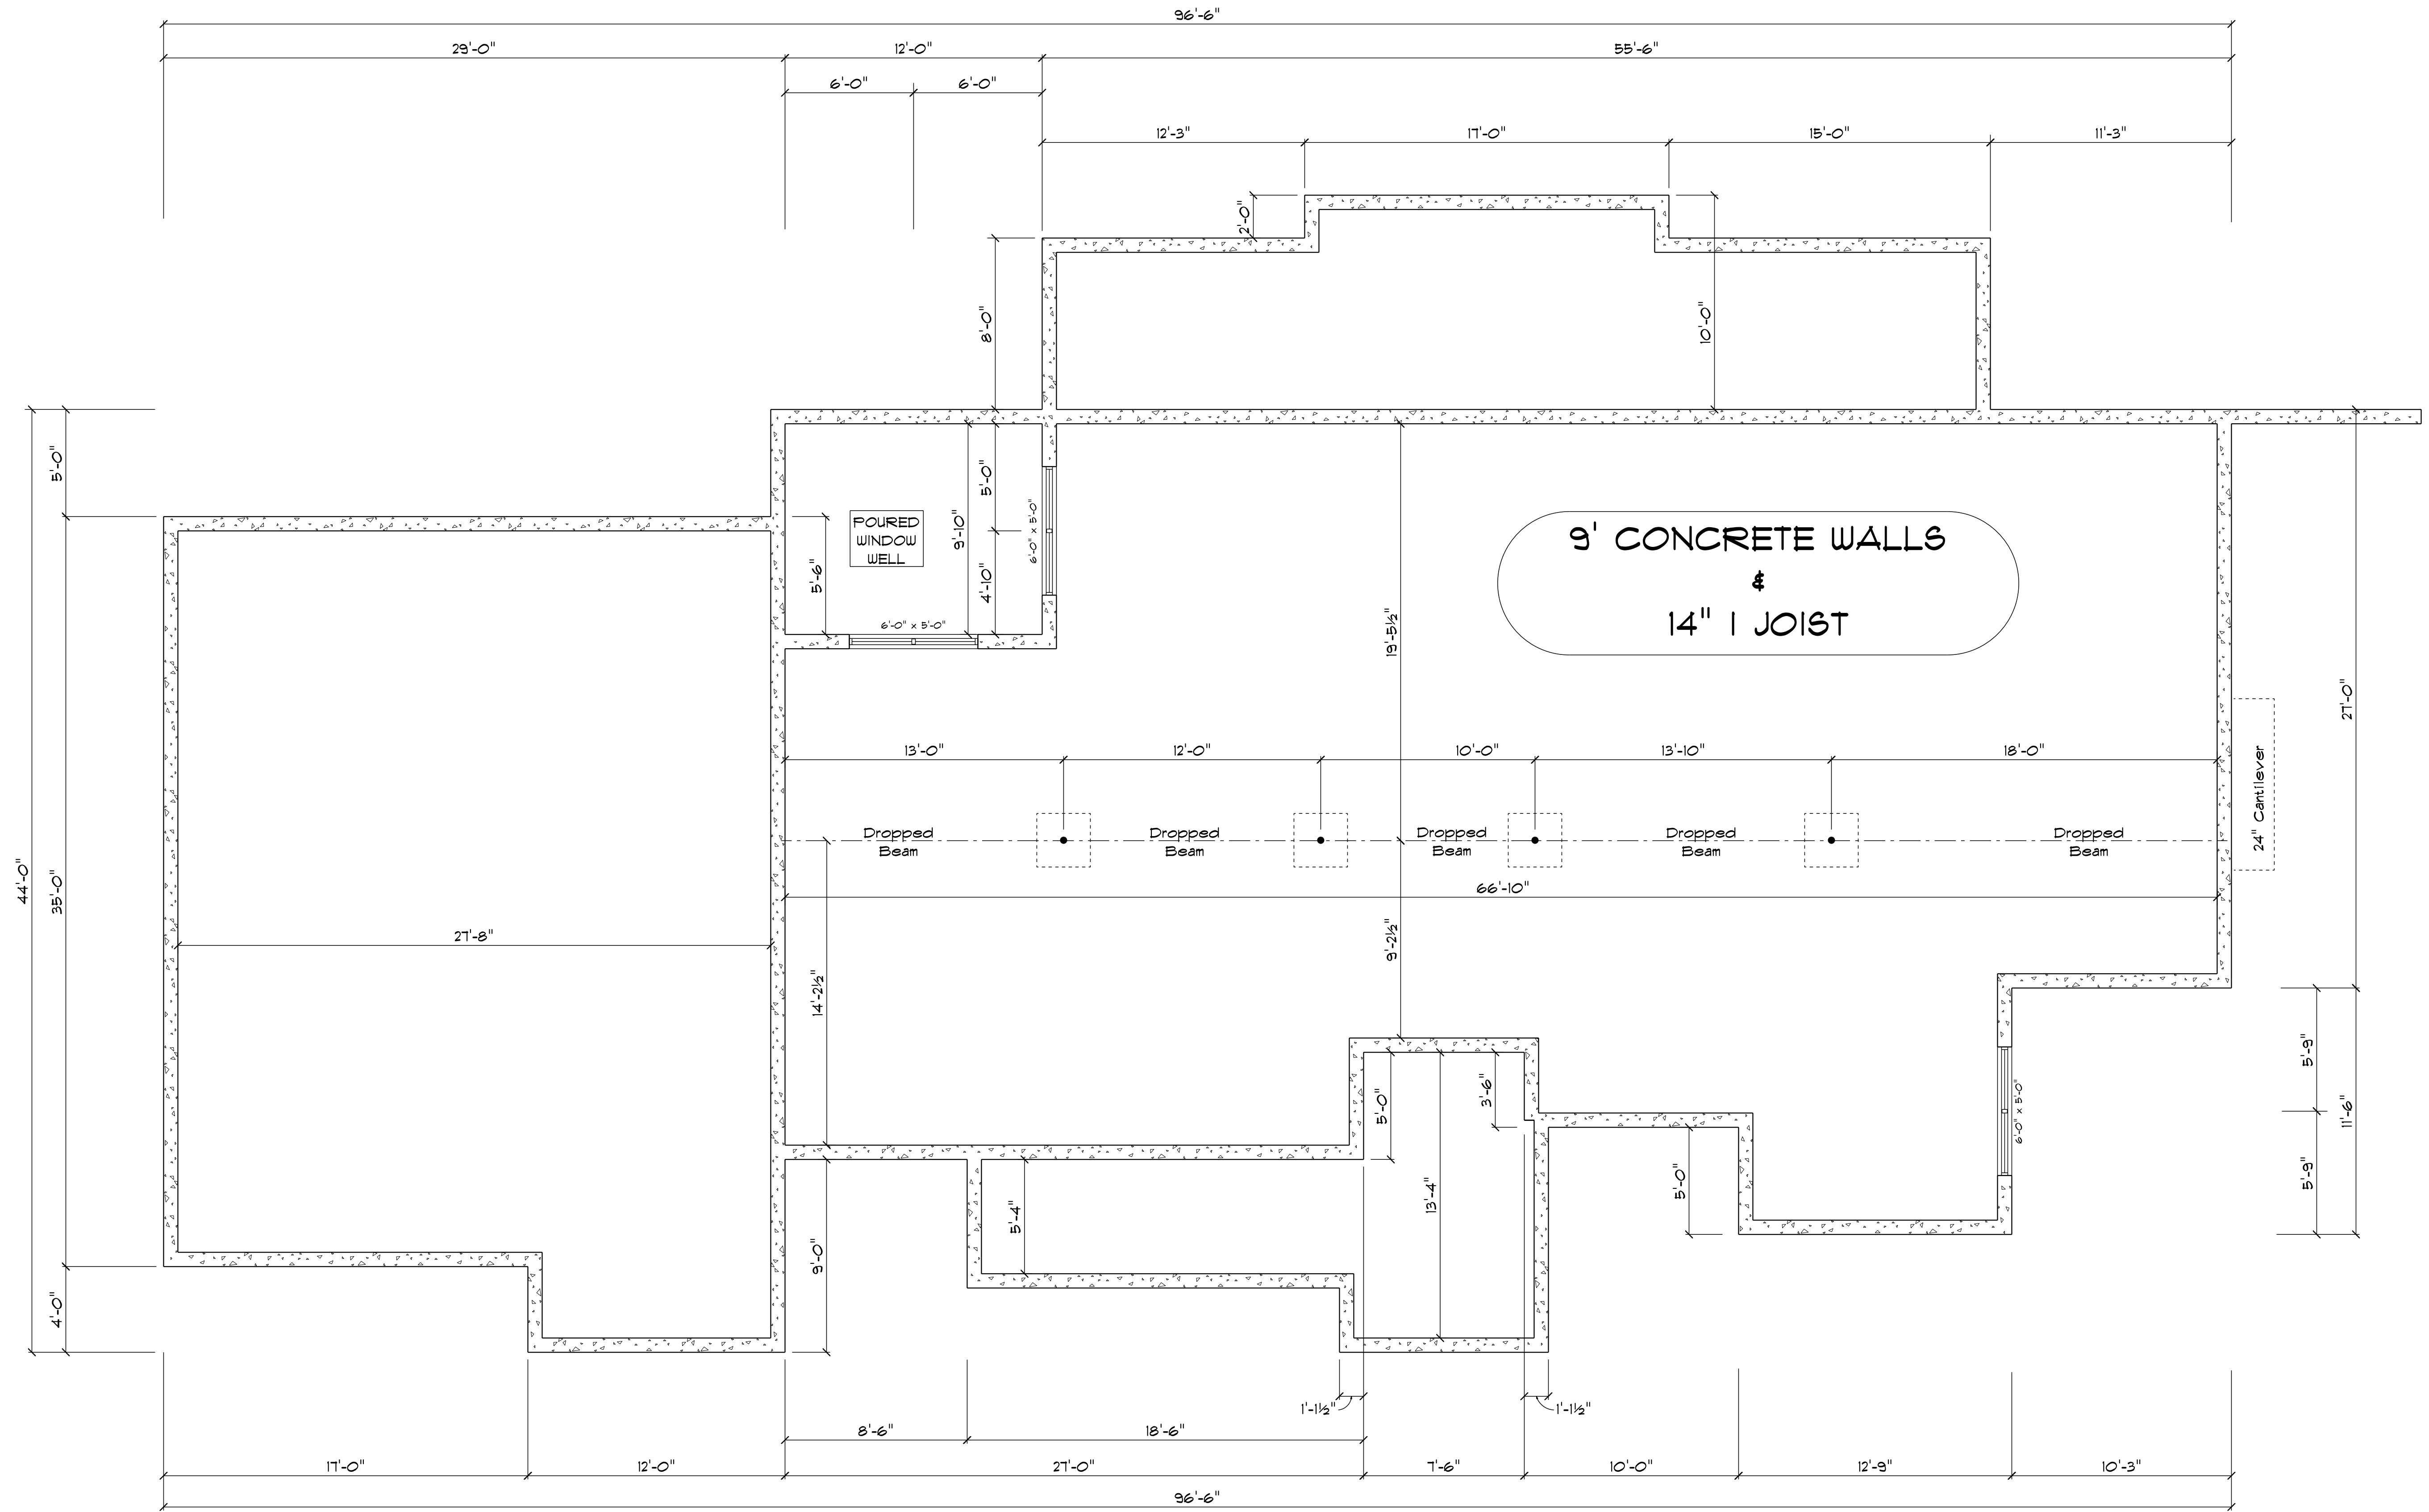 96'-6"
29'-0" 12'-0" 55'-6"
6'-0" 6'-0"
12'-3" 17'-0" 15'-0" 11'-3"
2'-0"
8'-0"
10'-0"
5'-0"
5'-0"
9'-10"
6'-0" x 5'-0"
POURED
WINDOW
WELL
5'-6"
4'-10"
6'-0" x 5'-0"
9' CONCRETE WALLS
&
14" I JOIST
19'-5½"
27'-0"
13'-0" 12'-0" 10'-0" 13'-10" 18'-0"
24" Cantilever
Dropped
Beam
Dropped
Beam
Dropped
Beam
Dropped
Beam
Dropped
Beam
44'-0"
35'-0"
66'-10"
27'-8"
9'-2½"
14'-2½"
5'-9"
5'-0"
3'-6"
6'-0" x 5'-0"
11'-6"
5'-9"
5'-0"
13'-4"
5'-4"
9'-0"
4'-0"
1'-1½" 1'-1½"
8'-6" 18'-6"
17'-0" 12'-0" 27'-0" 7'-6" 10'-0" 12'-9" 10'-3"
96'-6"